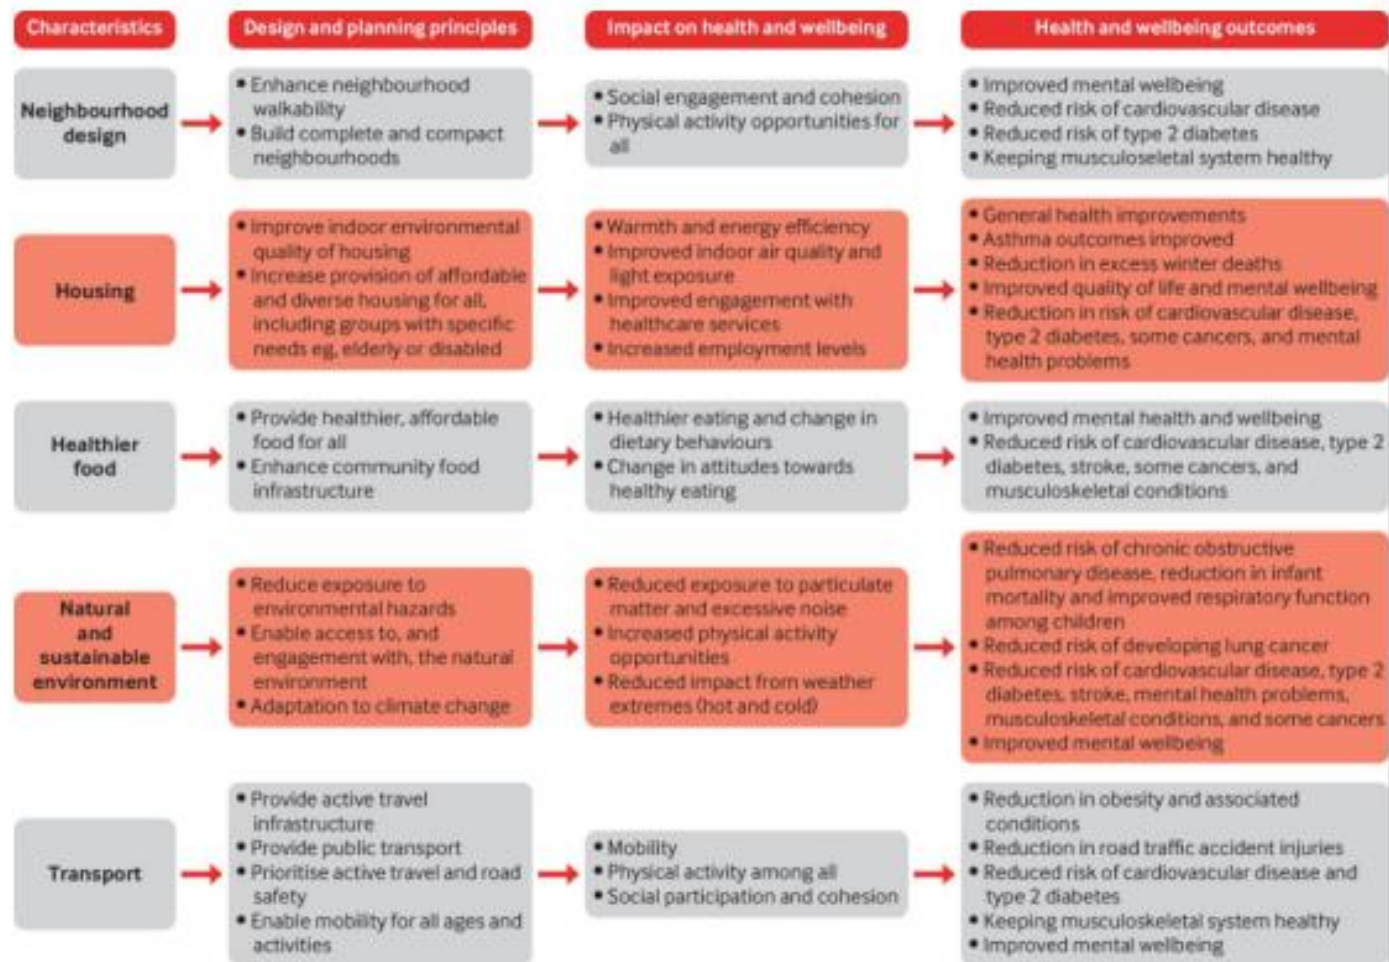 Characteristics
Design and planning principles
Impact on health and wellbeing
Health and wellbeing outcomes
Neighbourhood
design
• Enhance neighbourhood
walkability
• Build complete and compact
neighbourhoods
• Social engagement and cohesion
• Physical activity opportunities for
all
• Improved mental wellbeing
• Reduced risk of cardiovascular disease
• Reduced risk of type 2 diabetes
• Keeping musculoseletal system healthy
Housing
• Improve indoor environmental
quality of housing
• Increase provision of affordable
and diverse housing for all,
including groups with specific
needs eg, elderly or disabled
• Warmth and energy efficiency
• Improved indoor air quality and
light exposure
• Improved engagement with
healthcare services
• Increased employment levels
• General health improvements
• Asthma outcomes improved
• Reduction in excess winter deaths
• Improved quality of life and mental wellbeing
• Reduction in risk of cardiovascular disease,
type 2 diabetes, some cancers, and mental
health problems
Healthier
food
• Provide healthier, affordable
food for all
• Enhance community food
infrastructure
• Healthier eating and change in
dietary behaviours
• Change in attitudes towards
healthy eating
• Improved mental health and wellbeing
• Reduced risk of cardiovascular disease, type 2
diabetes, stroke, some cancers, and
musculoskeletal conditions
Natural
and
sustainable
environment
• Reduce exposure to
environmental hazards
• Enable access to, and
engagement with, the natural
environment
• Adaptation to climate change
• Reduced exposure to particulate
matter and excessive noise
• Increased physical activity
opportunities
• Reduced impact from weather
extremes (hot and cold)
• Reduced risk of chronic obstructive
pulmonary disease, reduction in infant
mortality and improved respiratory function
among children
• Reduced risk of developing lung cancer
• Reduced risk of cardiovascular disease, type 2
diabetes, stroke, mental health problems,
musculoskeletal conditions, and some cancers
• Improved mental wellbeing
Transport
• Provide active travel
infrastructure
• Provide public transport
• Prioritise active travel and road
safety
• Enable mobility for all ages and
activities
• Mobility
• Physical activity among all
• Social participation and cohesion
• Reduction in obesity and associated
conditions
• Reduction in road traffic accident injuries
• Reduced risk of cardiovascular disease and
type 2 diabetes
• Keeping musculoskeletal system healthy
• Improved mental wellbeing